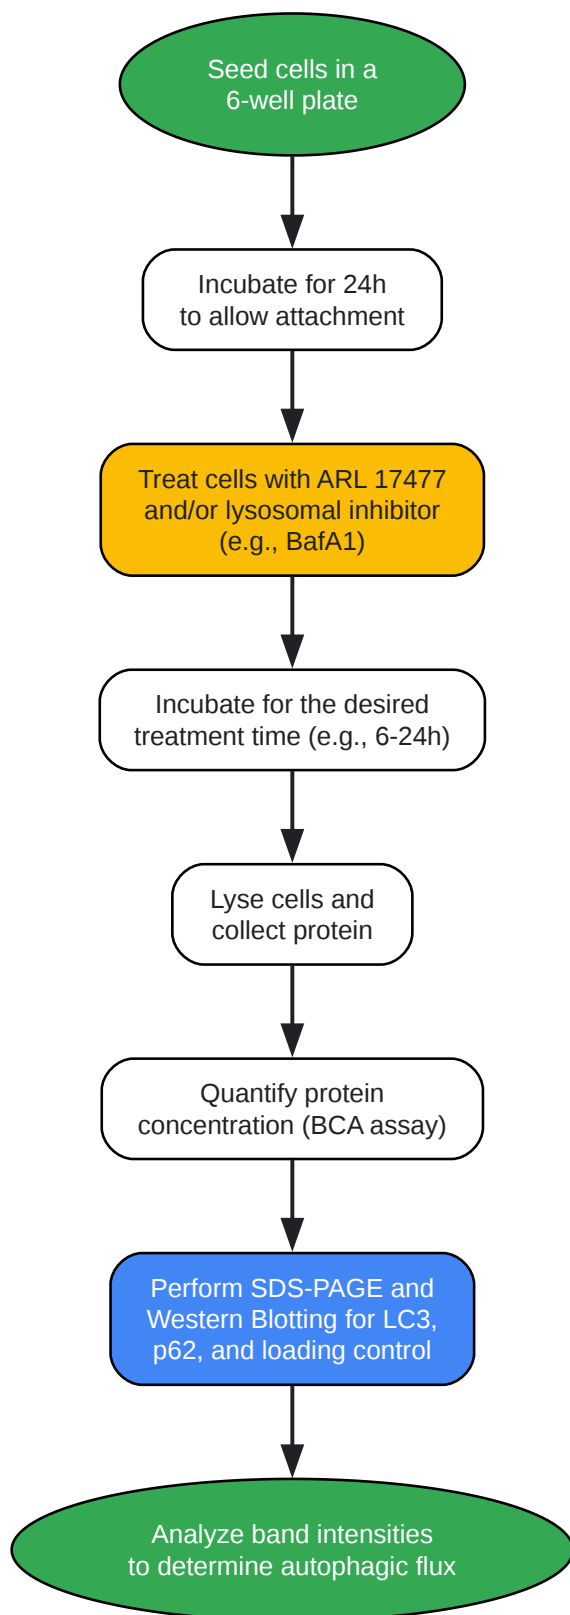 Seed cells in a
6-well plate
Incubate for 24h
to allow attachment
Treat cells with ARL 17477
and/or lysosomal inhibitor
(e.g., BafA1)
Incubate for the desired
treatment time (e.g., 6-24h)
Lyse cells and
collect protein
Quantify protein
concentration (BCA assay)
Perform SDS-PAGE and
Western Blotting for LC3,
p62, and loading control
Analyze band intensities
to determine autophagic flux